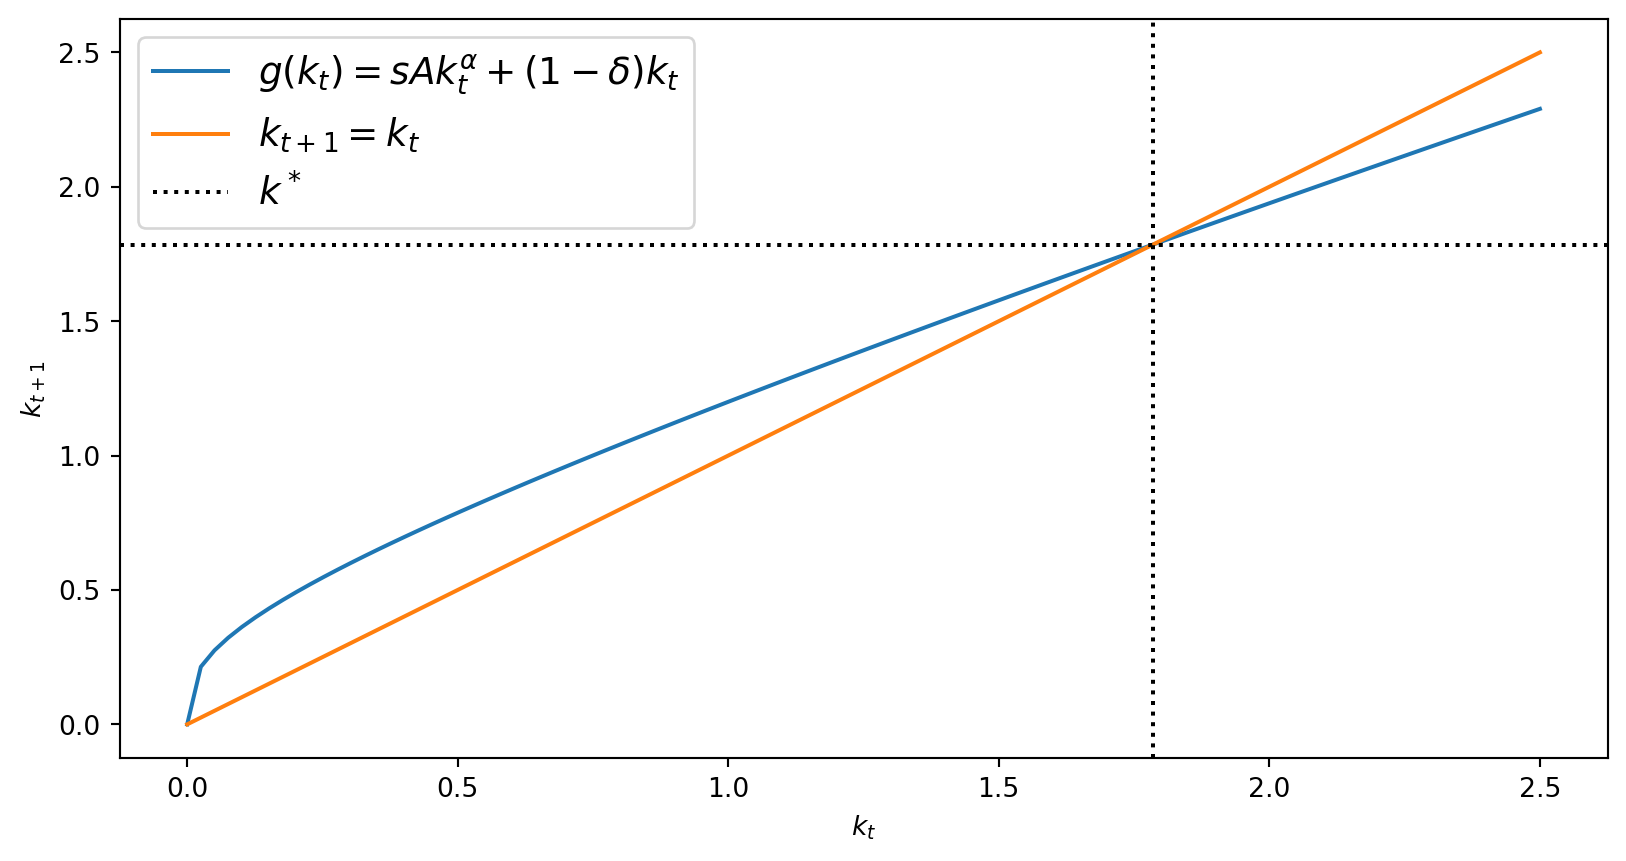 g(k_t) = sAk_t^α + (1 − δ)k_t
k_{t+1} = k_t
k^*
2.5
2.0
1.5
1.0
0.5
0.0
k_{t+1}
0.0 0.5 1.0 1.5 2.0 2.5
k_t